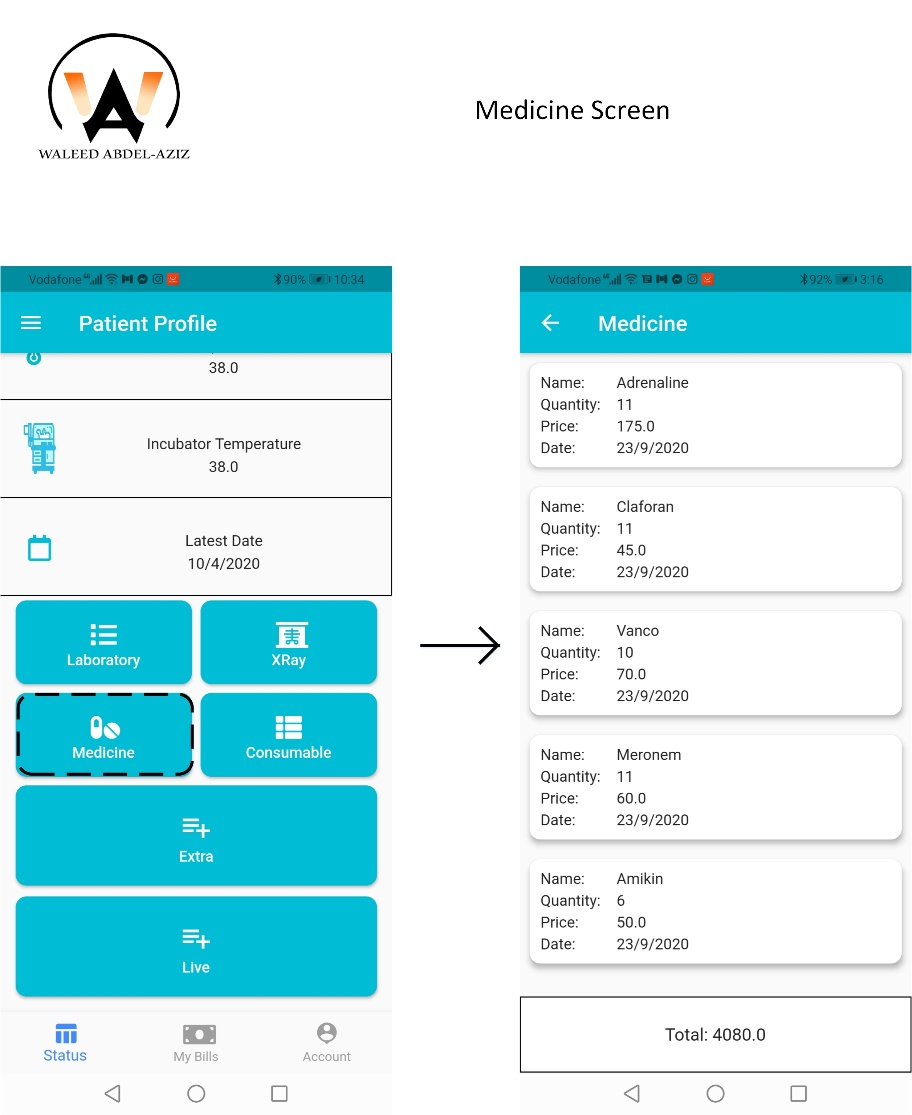 WALEED ABDEL-AZIZ
Medicine Screen
Vodafone 4G 90% 10:34
Patient Profile
38.0
Incubator Temperature
38.0
Latest Date
10/4/2020
Laboratory
XRay
Medicine
Consumable
Extra
Live
Status
My Bills
Account
Vodafone 4G 92% 3:16
Medicine
Name: Adrenaline
Quantity: 11
Price: 175.0
Date: 23/9/2020
Name: Claforan
Quantity: 11
Price: 45.0
Date: 23/9/2020
Name: Vanco
Quantity: 10
Price: 70.0
Date: 23/9/2020
Name: Meronem
Quantity: 11
Price: 60.0
Date: 23/9/2020
Name: Amikin
Quantity: 6
Price: 50.0
Date: 23/9/2020
Total: 4080.0